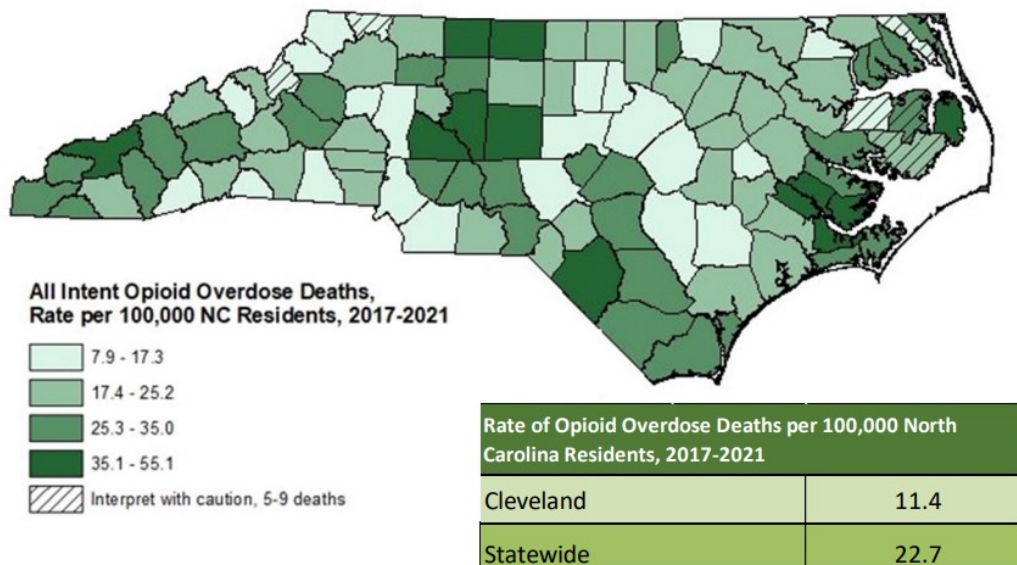 All Intent Opioid Overdose Deaths,
Rate per 100,000 NC Residents, 2017-2021
7.9 - 17.3
17.4 - 25.2
25.3 - 35.0
35.1 - 55.1
Interpret with caution, 5-9 deaths
Rate of Opioid Overdose Deaths per 100,000 North
Carolina Residents, 2017-2021
Cleveland 11.4
Statewide 22.7